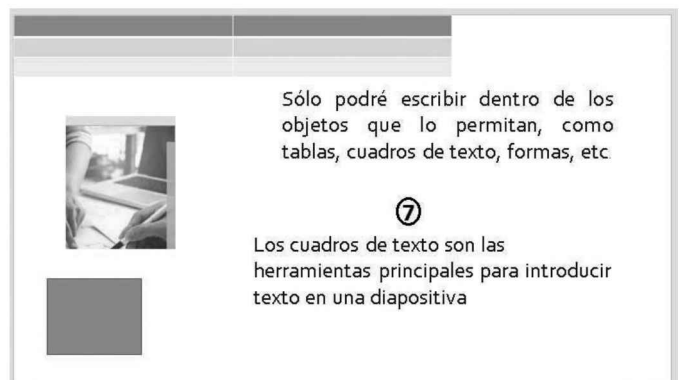 Sólo podré escribir dentro de los
objetos que lo permitan, como
tablas, cuadros de texto, formas, etc
⑦
Los cuadros de texto son las
herramientas principales para introducir
texto en una diapositiva